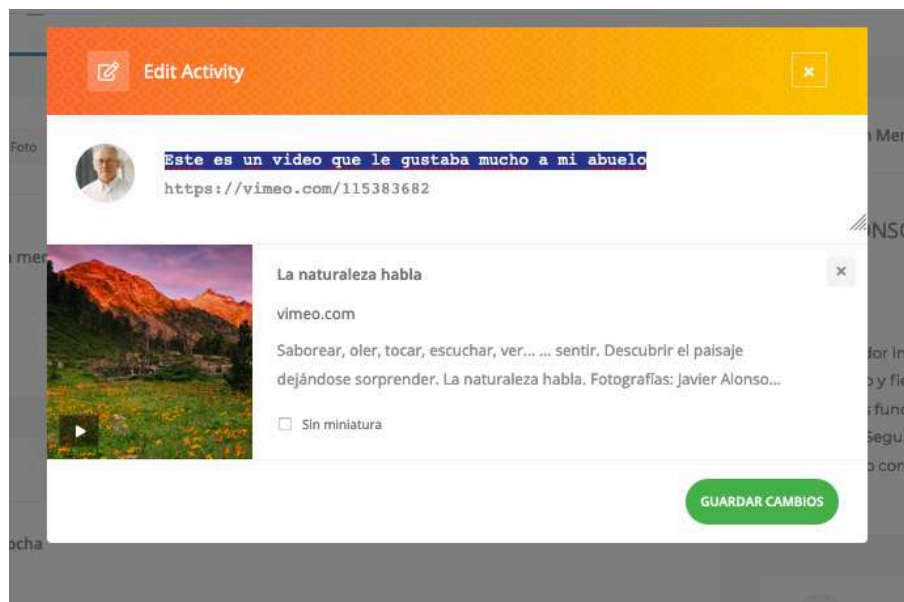 Edit Activity
Foto
Este es un video que le gustaba mucho a mi abuelo
https://vimeo.com/115383682
La naturaleza habla
vimeo.com
Saborear, oler, tocar, escuchar, ver... ... sentir. Descubrir el paisaje
dejándose sorprender. La naturaleza habla. Fotografías: Javier Alonso...
Sin miniatura
GUARDAR CAMBIOS